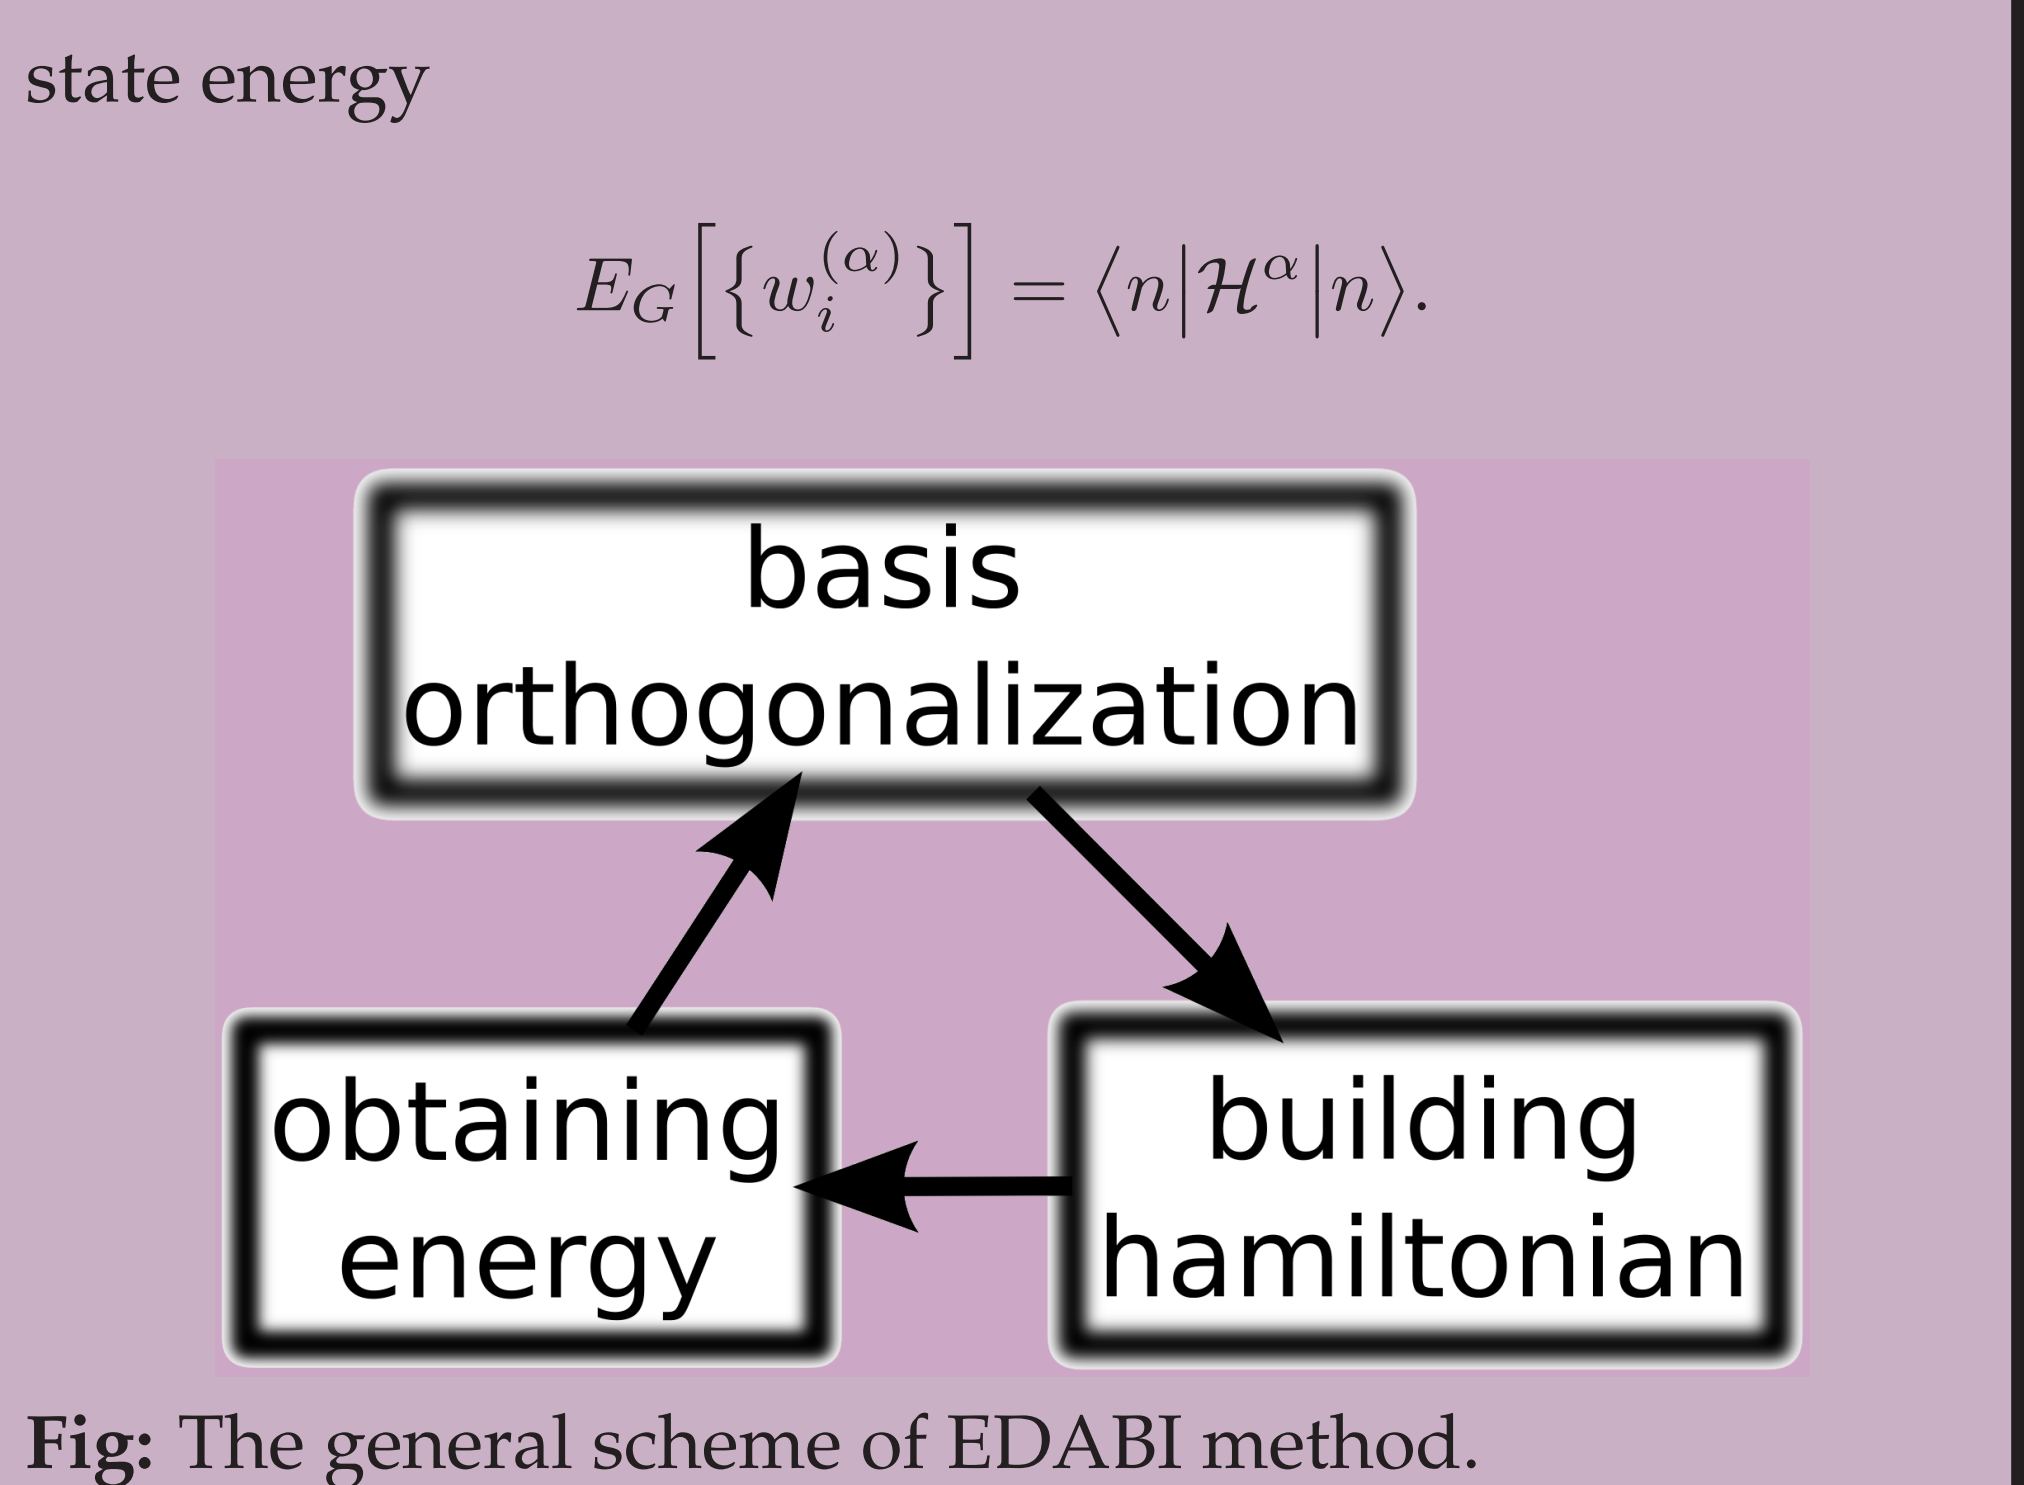 state energy
E_G[{w_i^{(α)}}] = ⟨n|ℋ^α|n⟩.
basis
orthogonalization
obtaining
energy
building
hamiltonian
Fig: The general scheme of EDABI method.